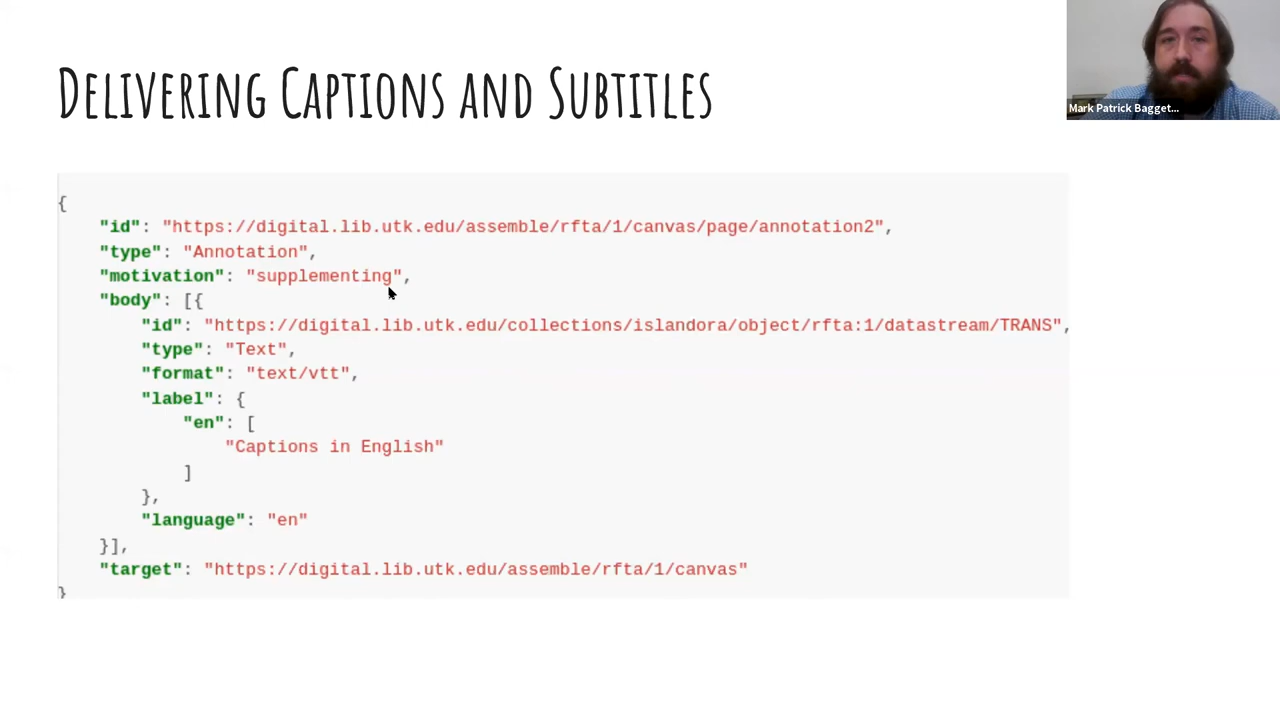 DELIVERING CAPTIONS AND SUBTITLES
Mark Patrick Bagget...
{
"id": "https://digital.lib.utk.edu/assemble/rfta/1/canvas/page/annotation2",
"type": "Annotation",
"motivation": "supplementing",
"body": [{
"id": "https://digital.lib.utk.edu/collections/islandora/object/rfta:1/datastream/TRANS",
"type": "Text",
"format": "text/vtt",
"label": {
"en": [
"Captions in English"
]
},
"language": "en"
}],
"target": "https://digital.lib.utk.edu/assemble/rfta/1/canvas"
}